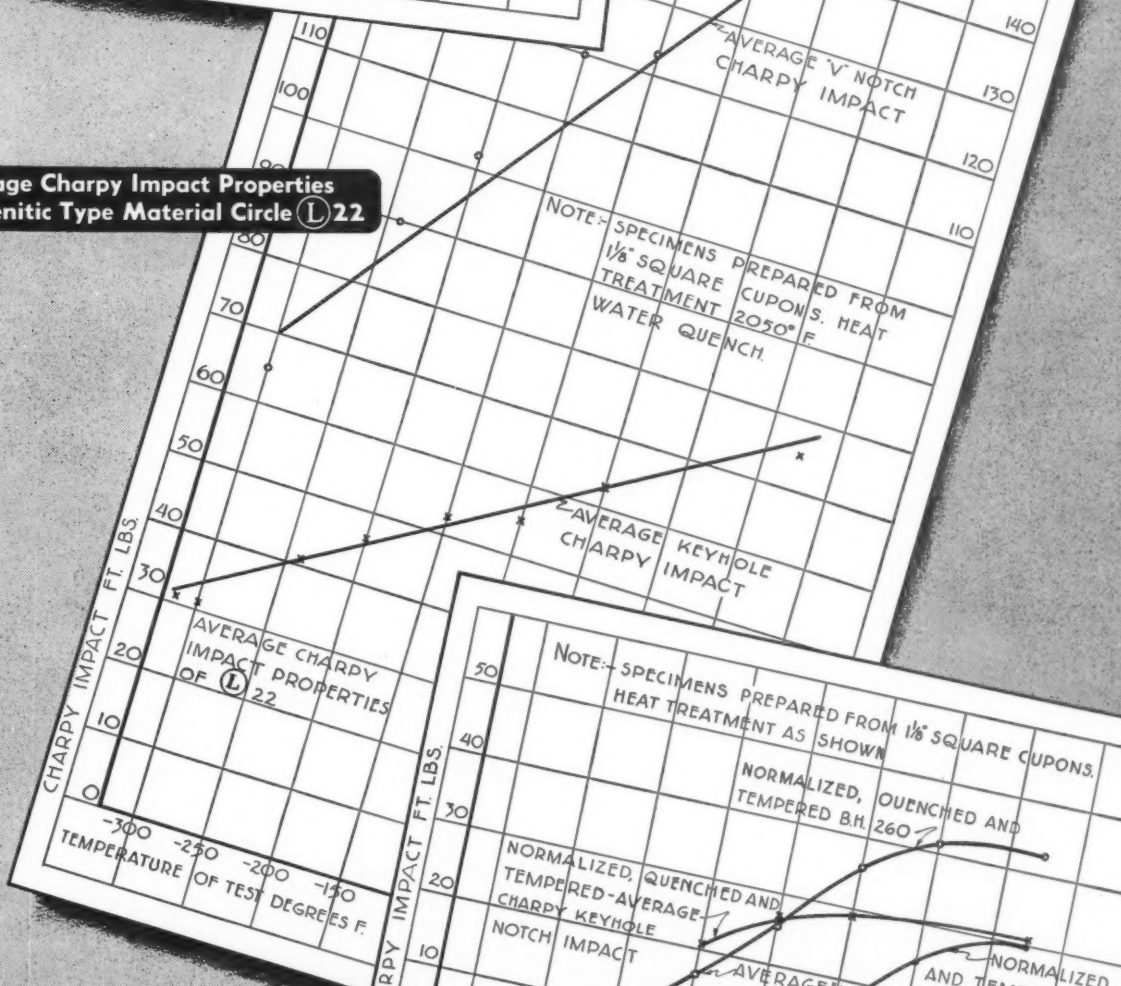 110
100
90
80
70
60
50
40
30
20
10
0
CHARPY IMPACT FT. LBS.
140
130
120
110
AVERAGE "V" NOTCH
CHARPY IMPACT
age Charpy Impact Properties
enitic Type Material Circle L 22
NOTE:- SPECIMENS PREPARED FROM
1⅛" SQUARE CUPONS. HEAT
TREATMENT 2050° F.
WATER QUENCH.
AVERAGE KEYHOLE
CHARPY IMPACT
AVERAGE CHARPY
IMPACT PROPERTIES
OF L 22
-300 -250 -200 -150
TEMPERATURE OF TEST DEGREES F.
50
40
30
20
10
ARPY IMPACT FT. LBS.
NOTE:- SPECIMENS PREPARED FROM 1⅛" SQUARE CUPONS.
HEAT TREATMENT AS SHOWN
NORMALIZED, QUENCHED AND
TEMPERED B.H. 260
NORMALIZED, QUENCHED AND
TEMPERED-AVERAGE
CHARPY KEYHOLE
NOTCH IMPACT
AVERAGE
NORMALIZED
AND